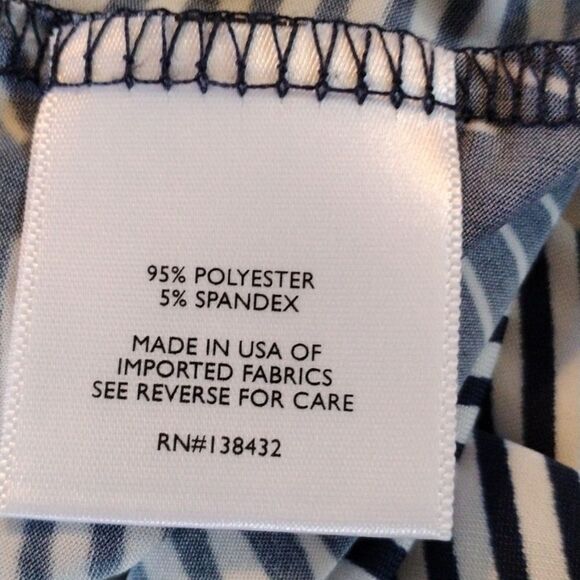 95% POLYESTER
5% SPANDEX
MADE IN USA OF
IMPORTED FABRICS
SEE REVERSE FOR CARE
RN#138432